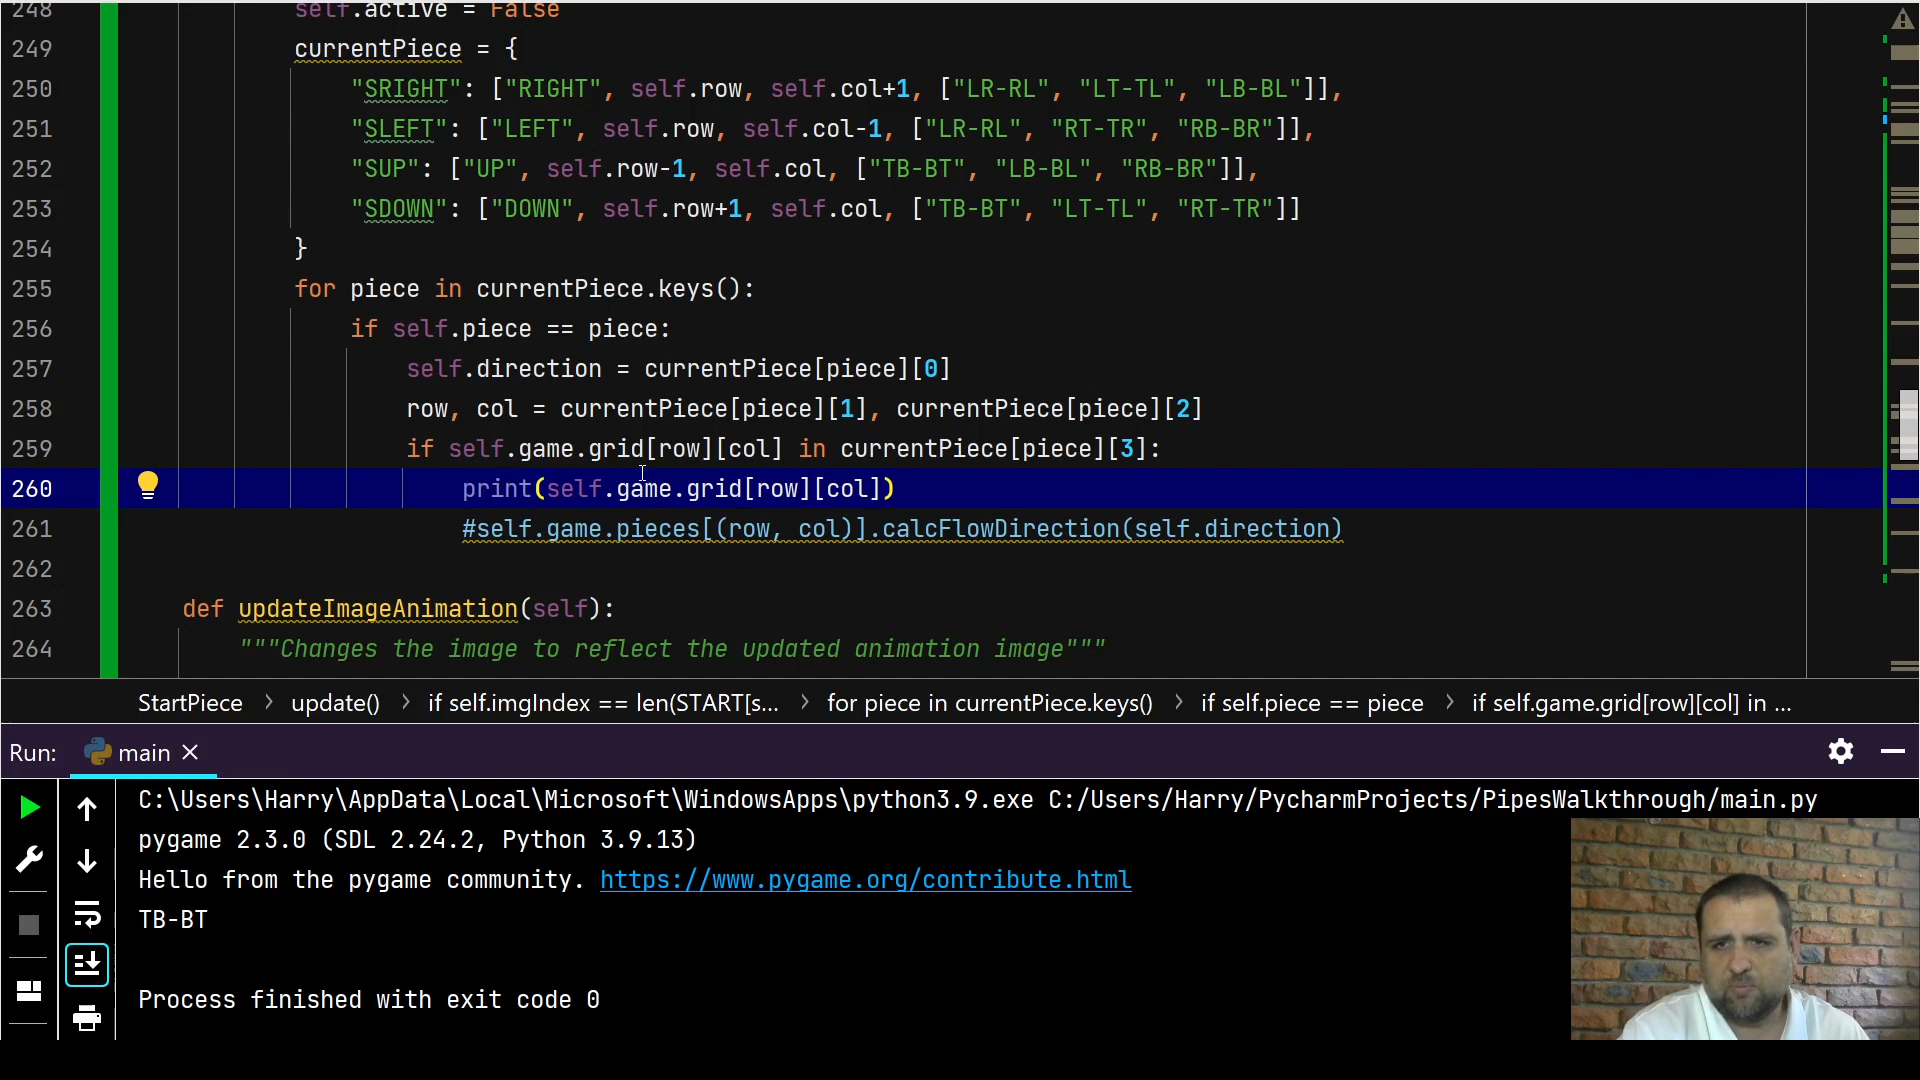 248 self.active = False
249 currentPiece = {
250 "SRIGHT": ["RIGHT", self.row, self.col+1, ["LR-RL", "LT-TL", "LB-BL"]],
251 "SLEFT": ["LEFT", self.row, self.col-1, ["LR-RL", "RT-TR", "RB-BR"]],
252 "SUP": ["UP", self.row-1, self.col, ["TB-BT", "LB-BL", "RB-BR"]],
253 "SDOWN": ["DOWN", self.row+1, self.col, ["TB-BT", "LT-TL", "RT-TR"]]
254 }
255 for piece in currentPiece.keys():
256 if self.piece == piece:
257 self.direction = currentPiece[piece][0]
258 row, col = currentPiece[piece][1], currentPiece[piece][2]
259 if self.game.grid[row][col] in currentPiece[piece][3]:
260 print(self.game.grid[row][col])
261 #self.game.pieces[(row, col)].calcFlowDirection(self.direction)
262
263 def updateImageAnimation(self):
264 """Changes the image to reflect the updated animation image"""
StartPiece > update() > if self.imgIndex == len(START[s... > for piece in currentPiece.keys() > if self.piece == piece > if self.game.grid[row][col] in ...
Run: main
C:\Users\Harry\AppData\Local\Microsoft\WindowsApps\python3.9.exe C:/Users/Harry/PycharmProjects/PipesWalkthrough/main.py
pygame 2.3.0 (SDL 2.24.2, Python 3.9.13)
Hello from the pygame community. https://www.pygame.org/contribute.html
TB-BT
Process finished with exit code 0